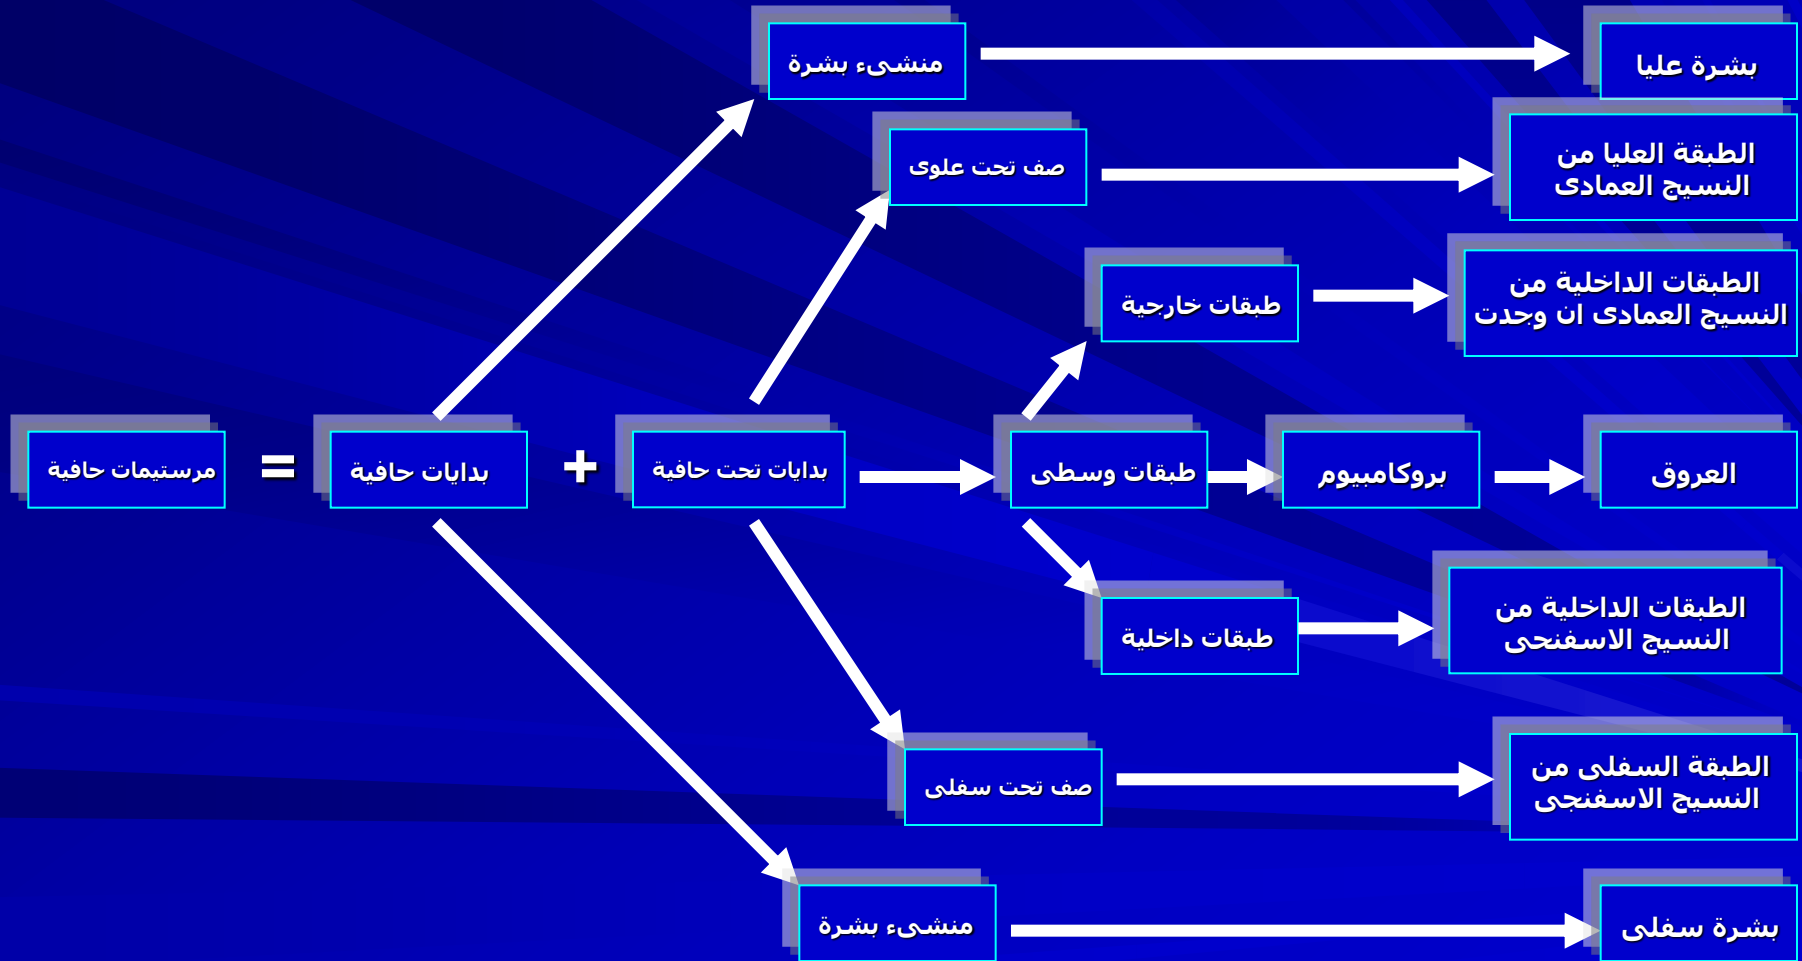 منشىء بشرة
بشرة عليا
صف تحت علوى
الطبقة العليا من
النسيج العمادى
طبقات خارجية
الطبقات الداخلية من
النسيج العمادى ان وجدت
مرستيمات حافية
=
بدايات حافية
+
بدايات تحت حافية
طبقات وسطى
بروكامبيوم
العروق
طبقات داخلية
الطبقات الداخلية من
النسيج الاسفنحى
صف تحت سفلى
الطبقة السفلى من
النسيج الاسفنجى
منشىء بشرة
بشرة سفلى